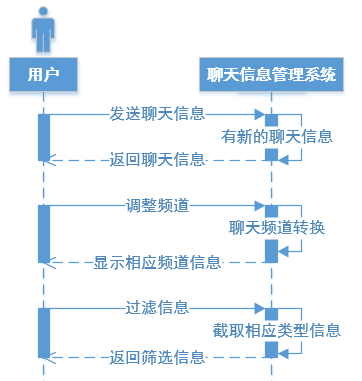 用户
聊天信息管理系统
发送聊天信息
有新的聊天信息
返回聊天信息
调整频道
聊天频道转换
显示相应频道信息
过滤信息
截取相应类型信息
返回筛选信息